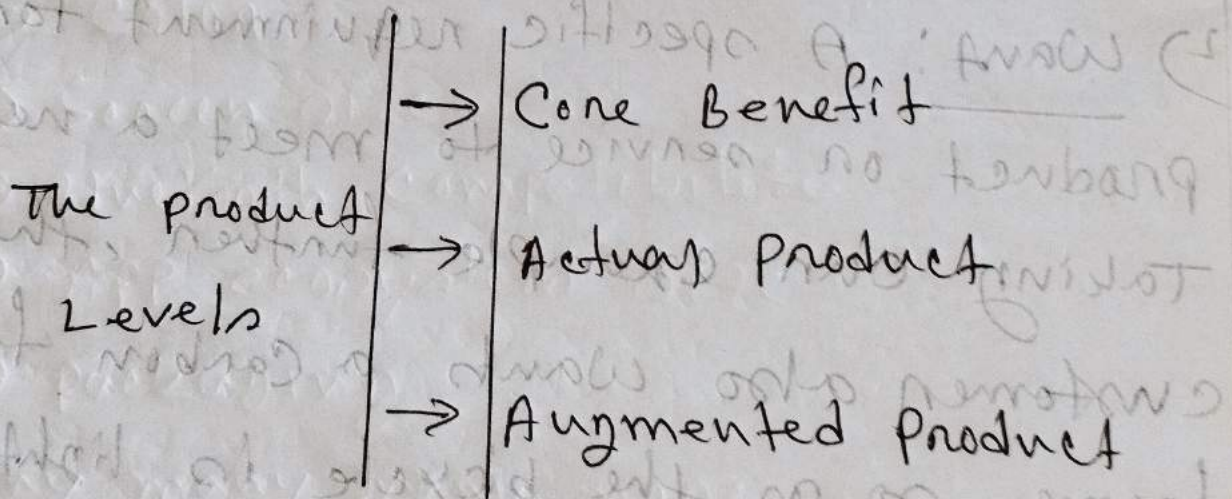 The product
Levels
→ Core Benefit
→ Actual Product
→ Augmented Product